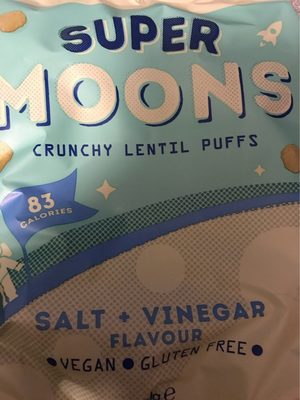 SUPER
MOONS
CRUNCHY LENTIL PUFFS
83
CALORIES
SALT + VINEGAR
FLAVOUR
• VEGAN • GLUTEN FREE •